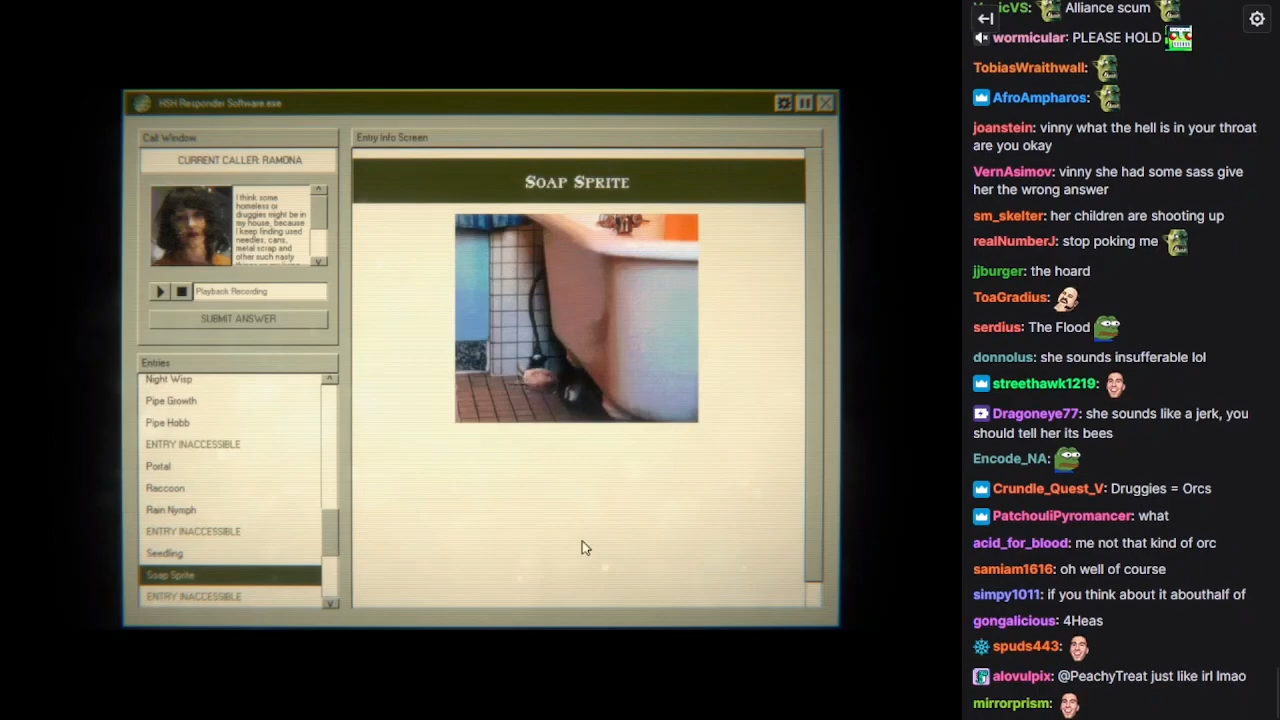 HSH Responder Software.exe
Call Window
CURRENT CALLER: RAMONA
I think some
homeless or
druggies might be in
my house, because
I keep finding used
needles, cans,
metal scrap and
other such nasty
Playback Recording
SUBMIT ANSWER
Entries
Night Wisp
Pipe Growth
Pipe Hobb
ENTRY INACCESSIBLE
Portal
Raccoon
Rain Nymph
ENTRY INACCESSIBLE
Seedling
Soap Sprite
ENTRY INACCESSIBLE
Entry Info Screen
SOAP SPRITE
icVS: Alliance scum
wormicular: PLEASE HOLD
TobiasWraithwall:
AfroAmpharos:
joanstein: vinny what the hell is in your throat
are you okay
VernAsimov: vinny she had some sass give
her the wrong answer
sm_skelter: her children are shooting up
realNumberJ: stop poking me
jjburger: the hoard
ToaGradius:
serdius: The Flood
donnolus: she sounds insufferable lol
streethawk1219:
Dragoneye77: she sounds like a jerk, you
should tell her its bees
Encode_NA:
Crundle_Quest_V: Druggies = Orcs
PatchouliPyromancer: what
acid_for_blood: me not that kind of orc
samiam1616: oh well of course
simpy1011: if you think about it abouthalf of
gongalicious: 4Heas
spuds443:
alovulpix: @PeachyTreat just like irl lmao
mirrorprism: